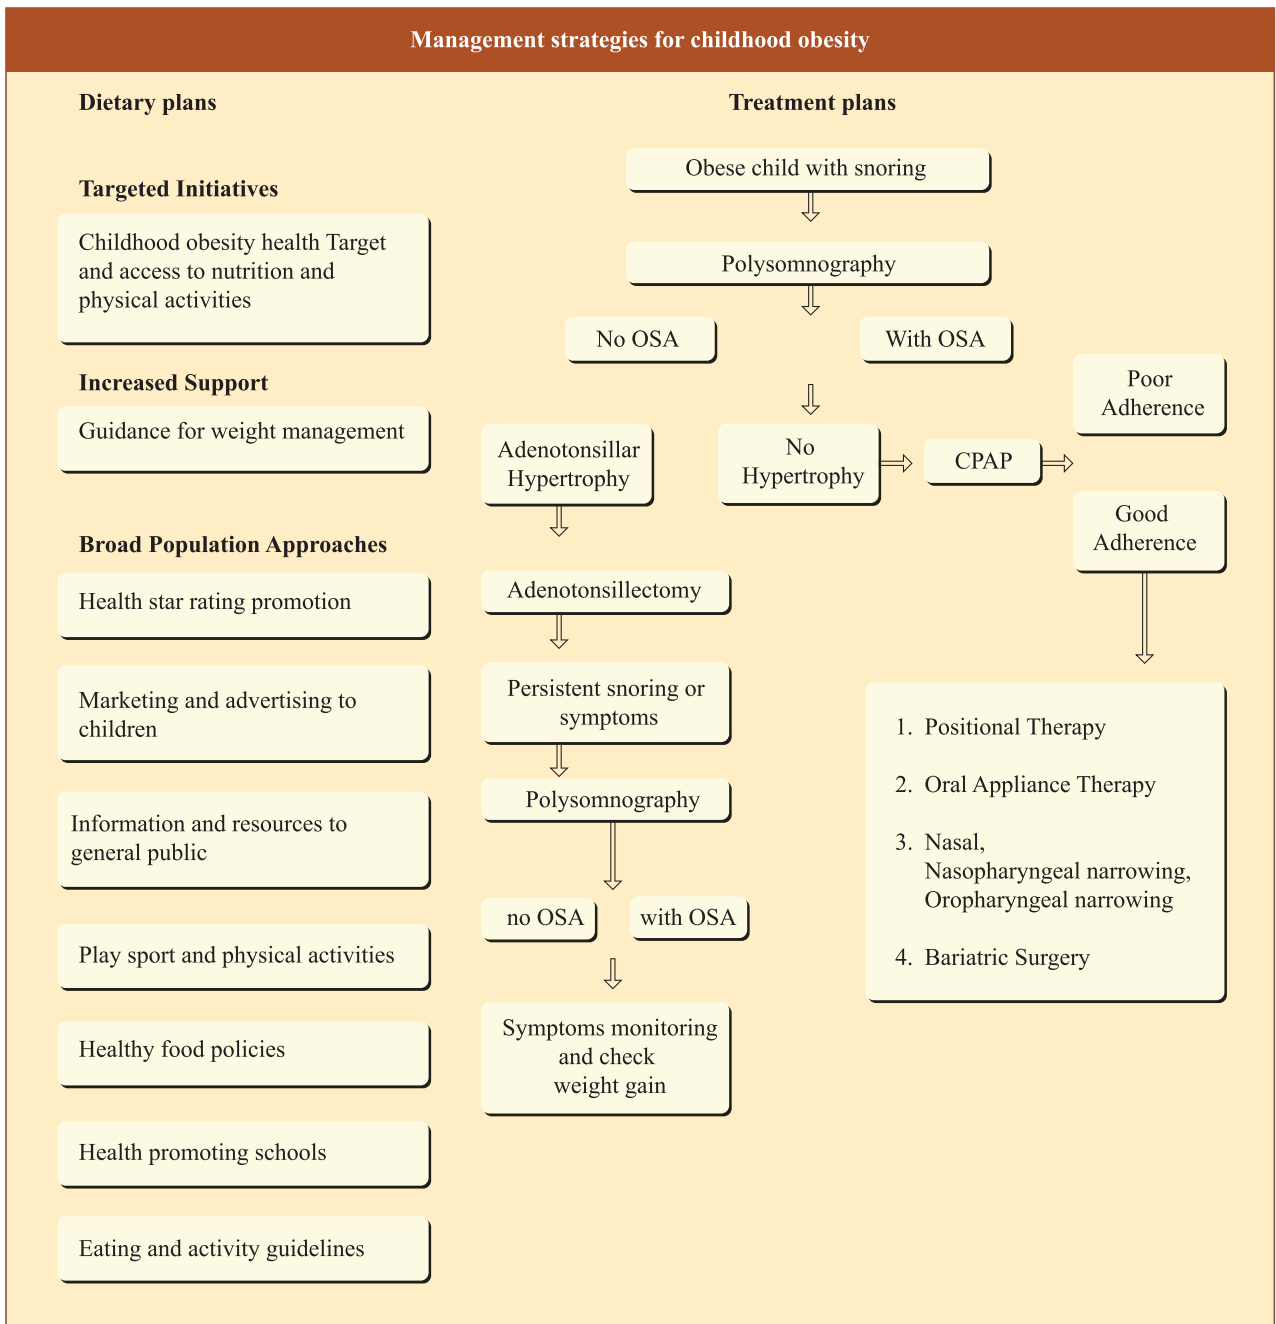 Management strategies for childhood obesity
Dietary plans
Targeted Initiatives
Childhood obesity health Target
and access to nutrition and
physical activities
Increased Support
Guidance for weight management
Broad Population Approaches
Health star rating promotion
Marketing and advertising to
children
Information and resources to
general public
Play sport and physical activities
Healthy food policies
Health promoting schools
Eating and activity guidelines
Treatment plans
Obese child with snoring
Polysomnography
No OSA
With OSA
Adenotonsillar
Hypertrophy
No
Hypertrophy
CPAP
Poor
Adherence
Good
Adherence
Adenotonsillectomy
Persistent snoring or
symptoms
Polysomnography
no OSA
with OSA
Symptoms monitoring
and check
weight gain
1. Positional Therapy
2. Oral Appliance Therapy
3. Nasal,
Nasopharyngeal narrowing,
Oropharyngeal narrowing
4. Bariatric Surgery